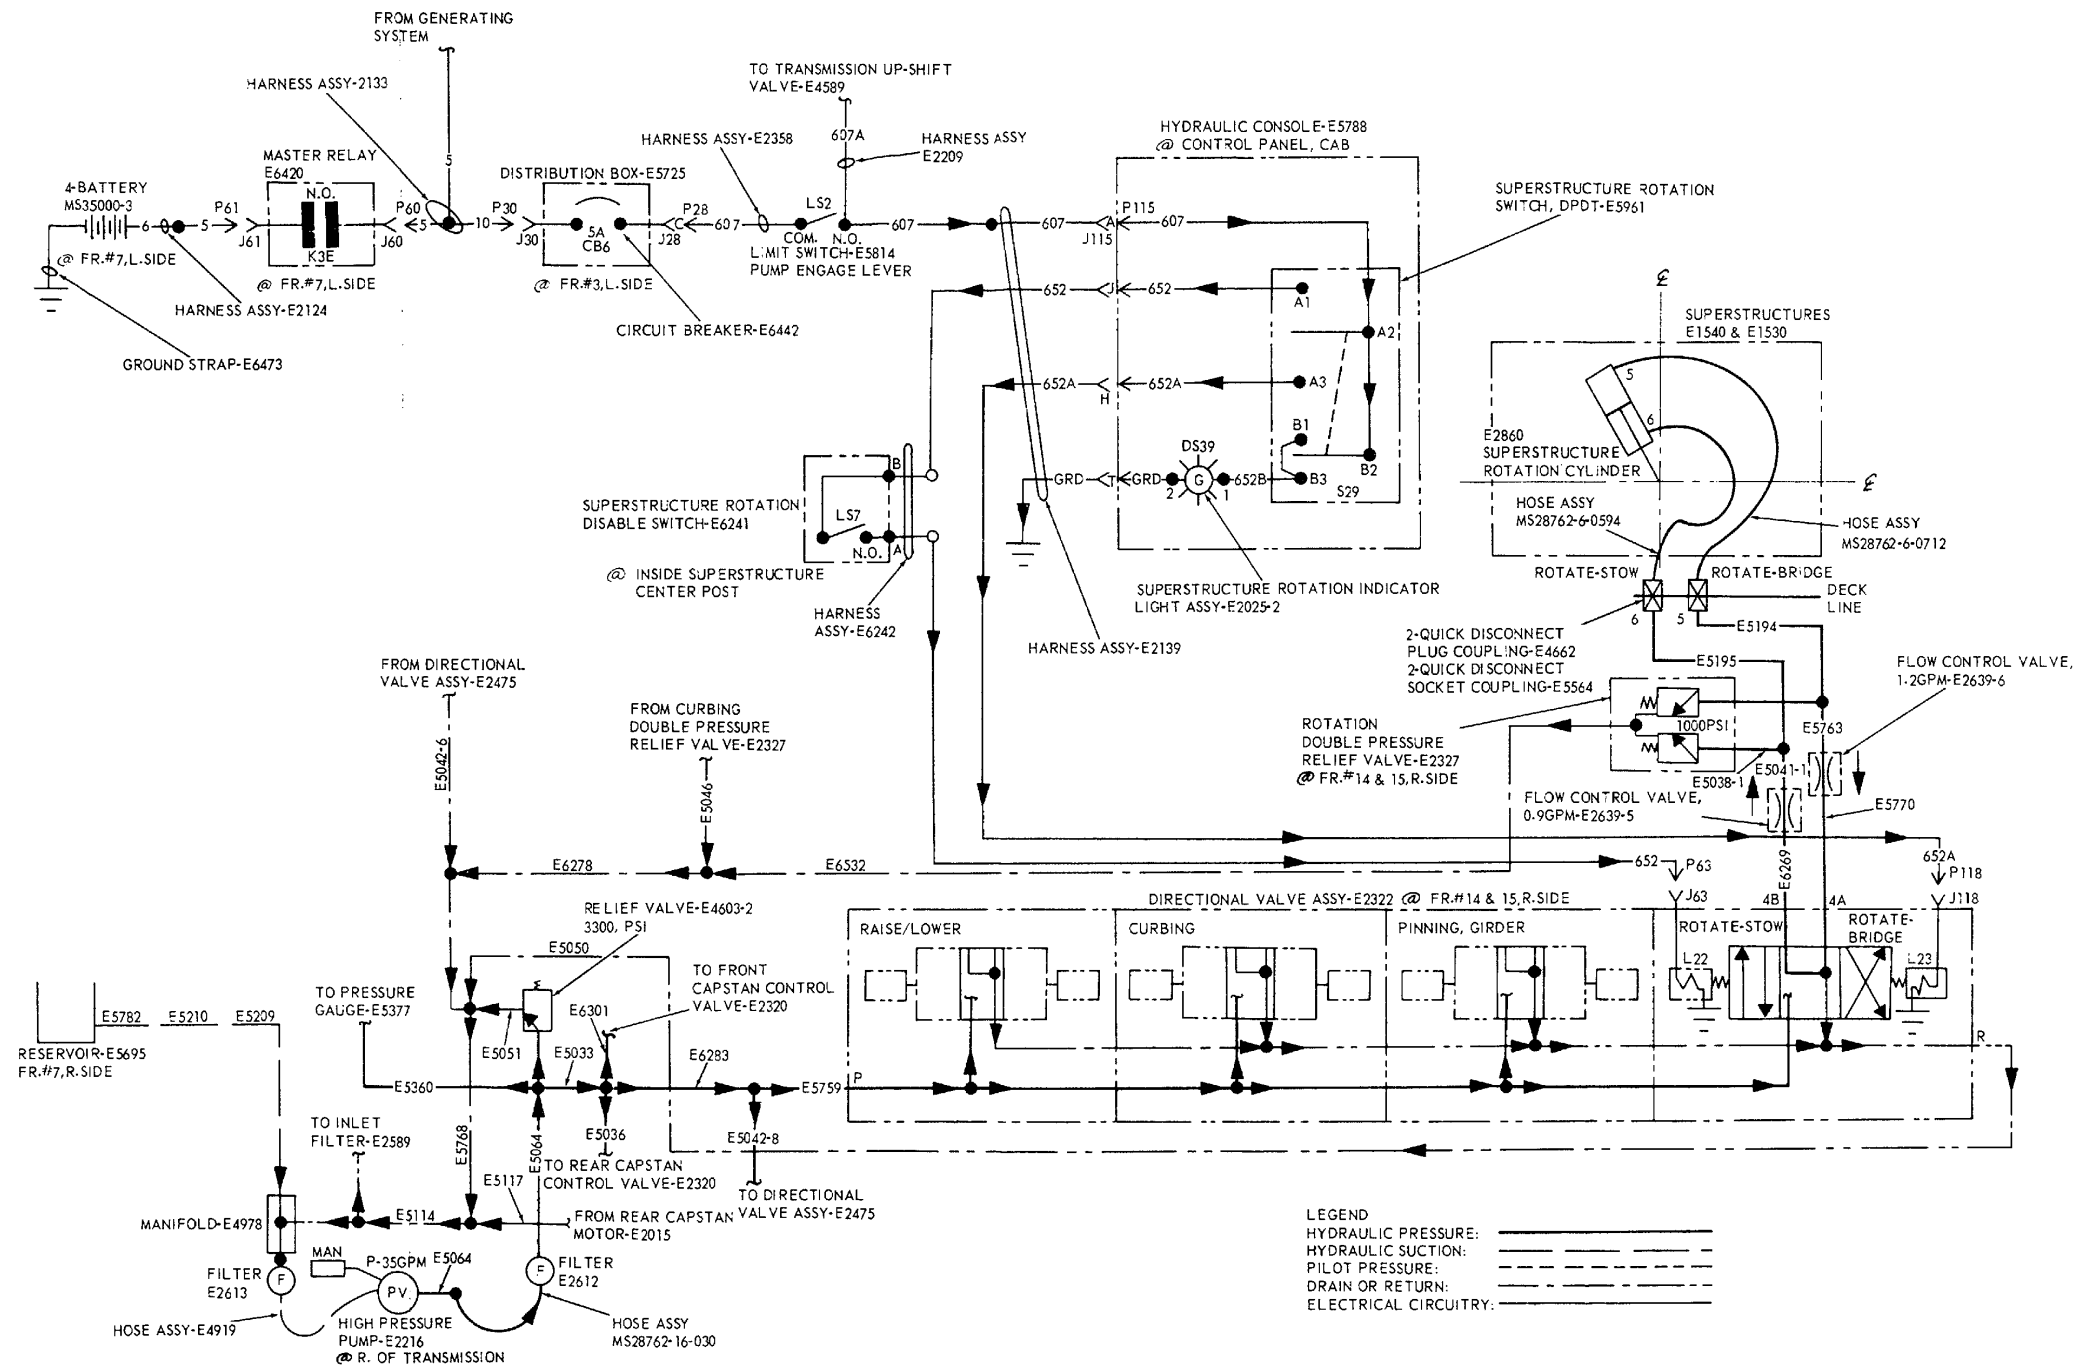 FROM GENERATING
SYSTEM
HARNESS ASSY-2133
5
MASTER RELAY
E6420
N.O.
K3E
@ FR.#7,L.SIDE
4-BATTERY
MS35000-3
6
5
P61
J61
@ FR.#7,L.SIDE
HARNESS ASSY-E2124
GROUND STRAP-E6473
P60
J60
5
10
P30
J30
DISTRIBUTION BOX-E5725
5A
CB6
@ FR.#3,L.SIDE
CIRCUIT BREAKER-E6442
P28
C
J28
607
HARNESS ASSY-E2358
LS2
COM. N.O.
LIMIT SWITCH-E5814
PUMP ENGAGE LEVER
TO TRANSMISSION UP-SHIFT
VALVE-E4589
607A
HARNESS ASSY
E2209
607
607
A
P115
J115
607
HYDRAULIC CONSOLE-E5788
@ CONTROL PANEL, CAB
SUPERSTRUCTURE ROTATION
SWITCH, DPDT-E5961
652
J
652
A1
A2
652A
H
652A
A3
B1
B2
B3
S29
DS39
GRD
T
GRD
2
G
1
652B
SUPERSTRUCTURE ROTATION INDICATOR
LIGHT ASSY-E2025-2
HARNESS ASSY-E2139
SUPERSTRUCTURE ROTATION
DISABLE SWITCH-E6241
LS7
N.O.
B
A
@ INSIDE SUPERSTRUCTURE
CENTER POST
HARNESS
ASSY-E6242
SUPERSTRUCTURES
E1540 & E1530
5
6
E2860
SUPERSTRUCTURE
ROTATION CYLINDER
HOSE ASSY
MS28762-6-0594
HOSE ASSY
MS28762-6-0712
ROTATE-STOW
ROTATE-BRIDGE
DECK
LINE
6
5
E5194
E5195
2-QUICK DISCONNECT
PLUG COUPLING-E4662
2-QUICK DISCONNECT
SOCKET COUPLING-E5564
FLOW CONTROL VALVE,
1.2GPM-E2639-6
ROTATION
DOUBLE PRESSURE
RELIEF VALVE-E2327
@ FR.#14 & 15,R.SIDE
1000PSI
E5763
E5038-1
E5041-1
FLOW CONTROL VALVE,
0.9GPM-E2639-5
E5770
E6269
652
P63
J63
652A
P118
J118
4B
4A
FROM DIRECTIONAL
VALVE ASSY-E2475
E5042-6
FROM CURBING
DOUBLE PRESSURE
RELIEF VALVE-E2327
E5046
E6278
E6532
DIRECTIONAL VALVE ASSY-E2322 @ FR.#14 & 15,R.SIDE
RAISE/LOWER
CURBING
PINNING, GIRDER
ROTATE-STOW
ROTATE-
BRIDGE
L22
L23
R
P
RELIEF VALVE-E4603-2
3300, PSI
E5050
E5051
TO FRONT
CAPSTAN CONTROL
VALVE-E2320
E6301
E5033
E6283
E5759
TO PRESSURE
GAUGE-E5377
E5360
E5782
E5210
E5209
RESERVOIR-E5695
FR.#7,R.SIDE
E5768
E5064
E5036
TO REAR CAPSTAN
CONTROL VALVE-E2320
E5042-8
TO DIRECTIONAL
VALVE ASSY-E2475
TO INLET
FILTER-E2589
E5117
E5114
FROM REAR CAPSTAN
MOTOR-E2015
MANIFOLD-E4978
F
FILTER
E2613
HOSE ASSY-E4919
MAN
P-35GPM
E5064
PV
HIGH PRESSURE
PUMP-E2216
@ R. OF TRANSMISSION
F
FILTER
E2612
HOSE ASSY
MS28762-16-030
LEGEND
HYDRAULIC PRESSURE:
HYDRAULIC SUCTION:
PILOT PRESSURE:
DRAIN OR RETURN:
ELECTRICAL CIRCUITRY: